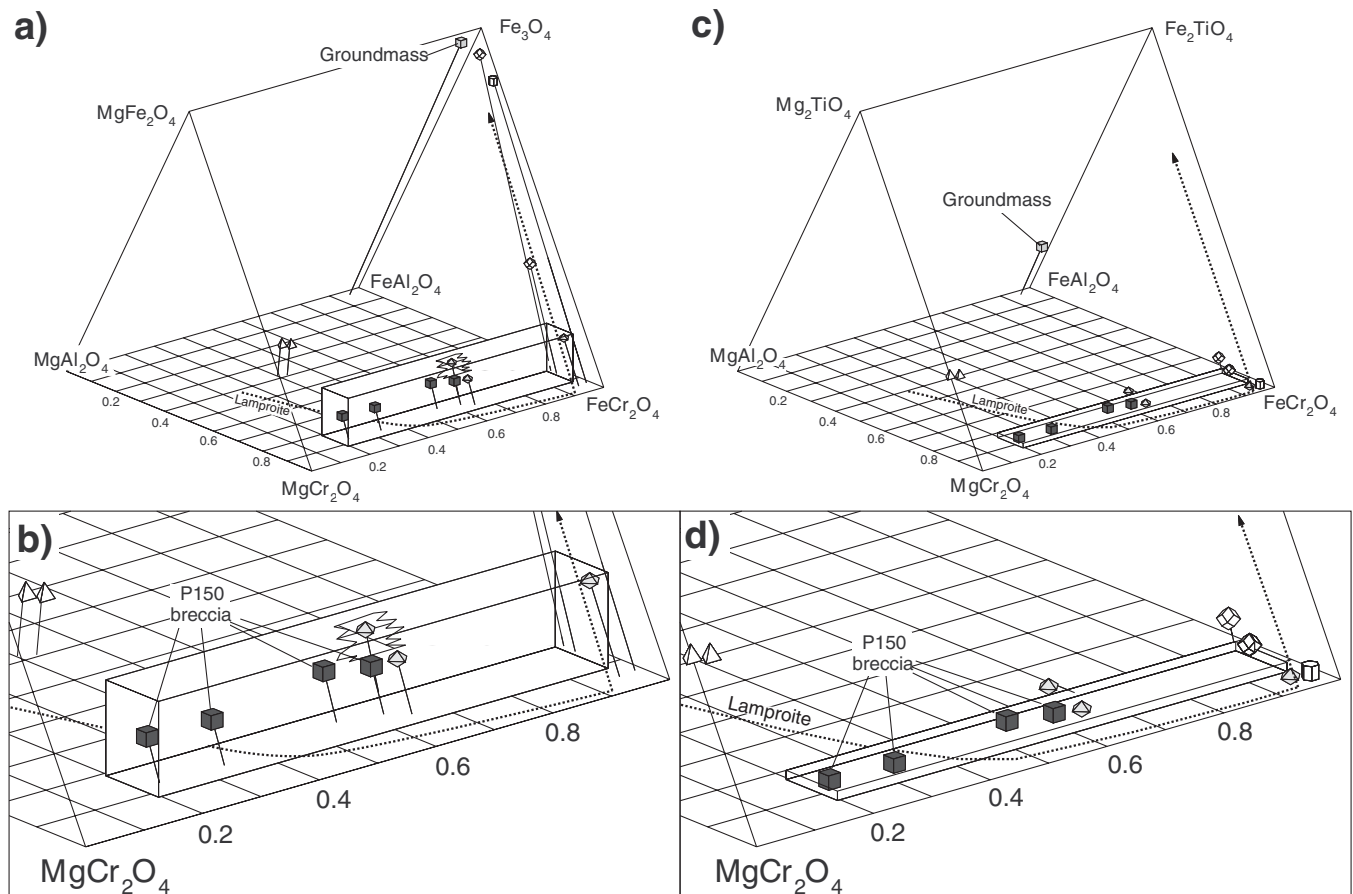 a)
Fe₃O₄
Groundmass
MgFe₂O₄
FeAl₂O₄
MgAl₂O₄
0.2
0.4
0.6
0.8
Lamproite
FeCr₂O₄
0.8
0.6
0.4
0.2
MgCr₂O₄
c)
Fe₂TiO₄
Mg₂TiO₄
Groundmass
FeAl₂O₄
MgAl₂O₄
0.2
0.4
0.6
0.8
Lamproite
FeCr₂O₄
0.8
0.6
0.4
0.2
MgCr₂O₄
b)
P150
breccia
0.8
0.6
0.4
0.2
MgCr₂O₄
d)
P150
breccia
Lamproite
0.8
0.6
0.4
0.2
MgCr₂O₄